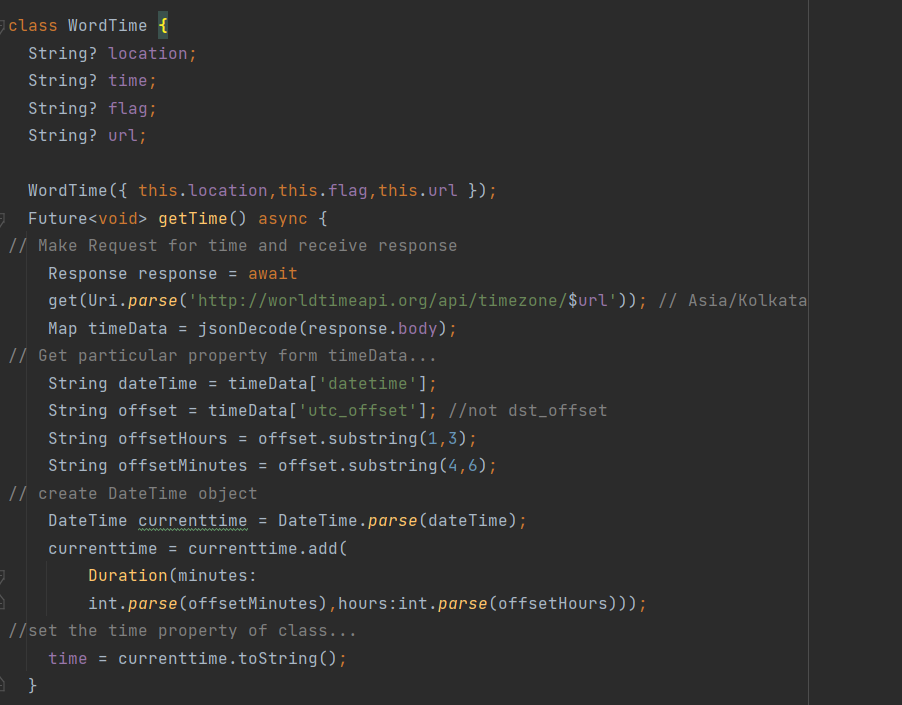 class WordTime {
String? location;
String? time;
String? flag;
String? url;
WordTime({ this.location,this.flag,this.url });
Future<void> getTime() async {
// Make Request for time and receive response
Response response = await
get(Uri.parse('http://worldtimeapi.org/api/timezone/$url')); // Asia/Kolkata
Map timeData = jsonDecode(response.body);
// Get particular property form timeData...
String dateTime = timeData['datetime'];
String offset = timeData['utc_offset']; //not dst_offset
String offsetHours = offset.substring(1,3);
String offsetMinutes = offset.substring(4,6);
// create DateTime object
DateTime currenttime = DateTime.parse(dateTime);
currenttime = currenttime.add(
Duration(minutes:
int.parse(offsetMinutes),hours:int.parse(offsetHours)));
//set the time property of class...
time = currenttime.toString();
}